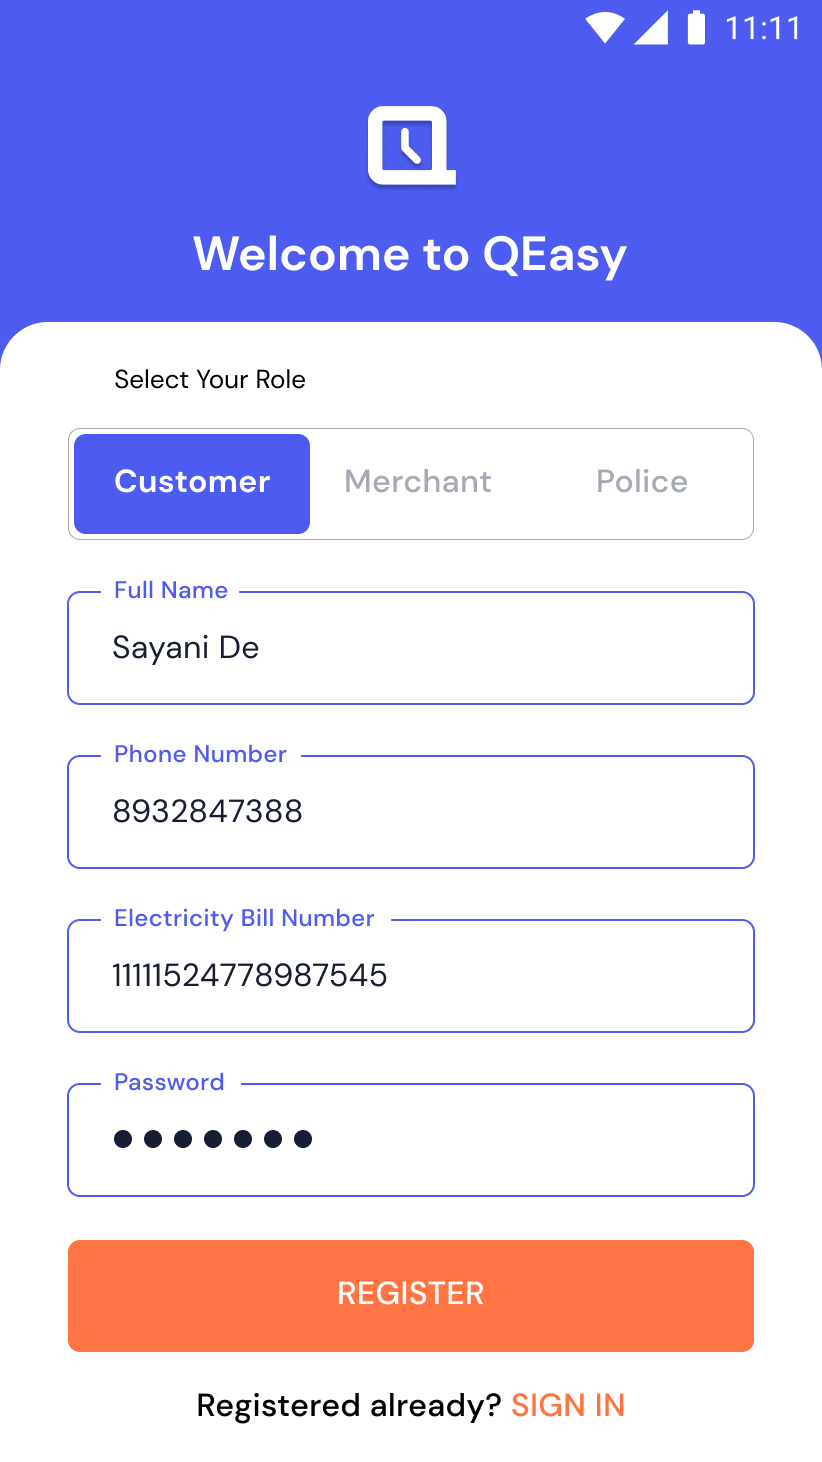 11:11
Welcome to QEasy
Select Your Role
Customer Merchant Police
Full Name
Sayani De
Phone Number
8932847388
Electricity Bill Number
11111524778987545
Password
REGISTER
Registered already? SIGN IN